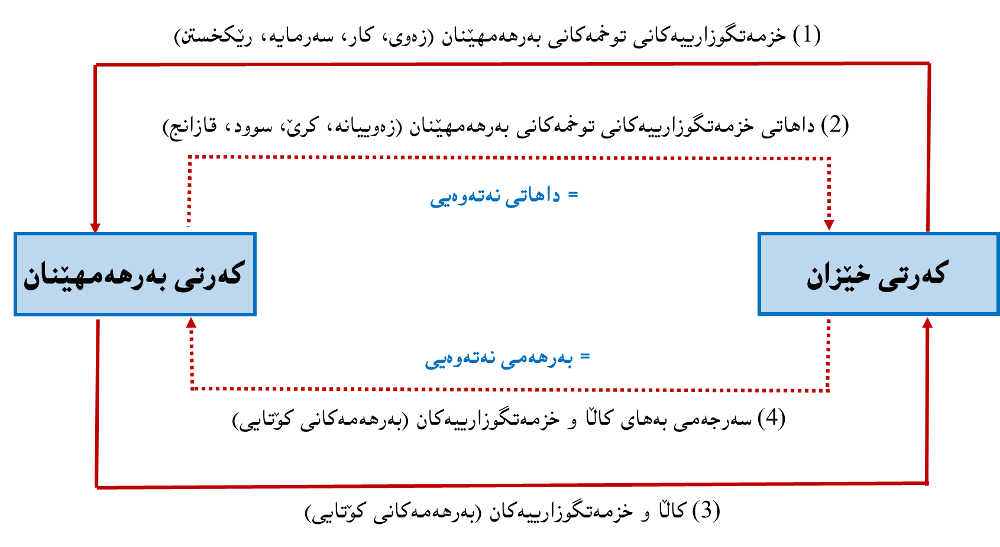 (1) خزمەتگوزارییەکانی توخمەکانی بەرهەمهێنان (زەوی، کار، سەرمایە، رێکخستن)
(2) داهاتی خزمەتگوزارییەکانی توخمەکانی بەرهەمهێنان (زەوییانە، کرێ، سوود، قازانج)
= داهاتی نەتەوەیی
کەرتی خێزان
کەرتی بەرهەمهێنان
= بەرهەمی نەتەوەیی
(4) سەرجەمی بەهای کاڵا و خزمەتگوزارییەکان (بەرهەمەکانی کۆتایی)
(3) کاڵا و خزمەتگوزارییەکان (بەرهەمەکانی کۆتایی)